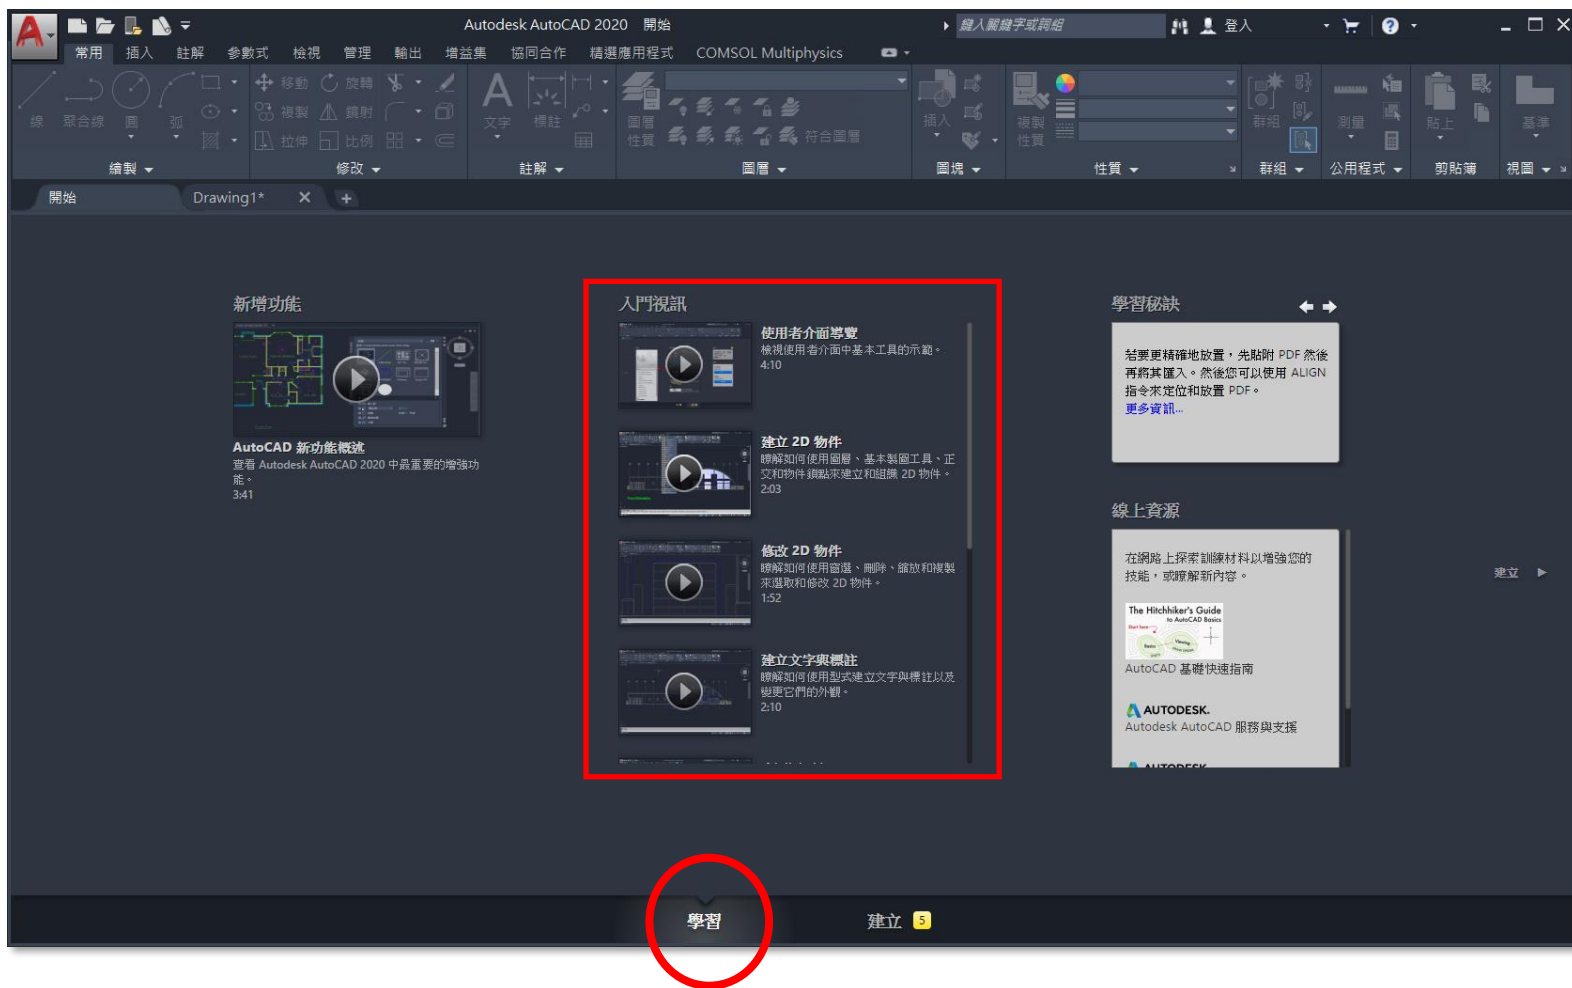 Autodesk AutoCAD 2020 開始
鍵入關鍵字或詞組
登入
常用 插入 註解 參數式 檢視 管理 輸出 增益集 協同合作 精選應用程式 COMSOL Multiphysics
線 聚合線 圓 弧
移動 旋轉
複製 鏡射
拉伸 比例
文字 標註
圖層
性質
符合圖層
插入
複製
性質
群組
測量
貼上
基準
繪製 修改 註解 圖層 圖塊 性質 群組 公用程式 剪貼簿 視圖
開始 Drawing1*
新增功能
AutoCAD 新功能概述
查看 Autodesk AutoCAD 2020 中最重要的增強功
能。
3:41
入門視訊
使用者介面導覽
檢視使用者介面中基本工具的示範。
4:10
建立 2D 物件
瞭解如何使用圖層、基本製圖工具、正
交和物件鎖點來建立和組織 2D 物件。
2:03
修改 2D 物件
瞭解如何使用窗選、刪除、縮放和複製
來選取和修改 2D 物件。
1:52
建立文字與標註
瞭解如何使用型式建立文字與標註以及
變更它們的外觀。
2:10
學習秘訣
若要更精確地放置，先貼附 PDF 然後
再將其匯入。然後您可以使用 ALIGN
指令來定位和放置 PDF。
更多資訊...
線上資源
在網路上探索訓練材料以增強您的
技能，或瞭解新內容。
The Hitchhiker's Guide
to AutoCAD Basics
Start here
Basics
Viewing
AutoCAD 基礎快速指南
AUTODESK.
Autodesk AutoCAD 服務與支援
AUTODESK
建立
學習
建立 5